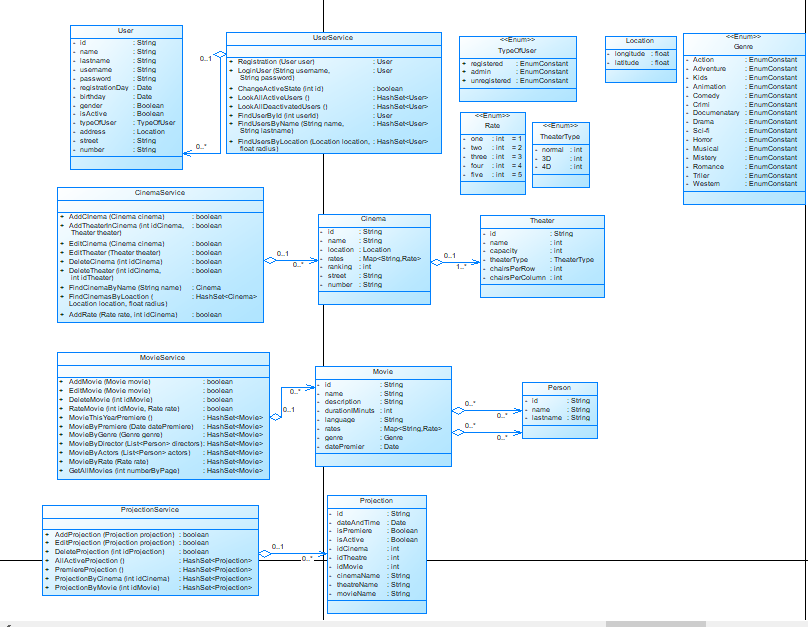 User
- id : String
- name : String
- lastname : String
- username : String
- password : String
- registrationDay : Date
- birthday : Date
- gender : Boolean
- isActive : Boolean
- typeOfUser : TypeOfUser
- address : Location
- street : String
- number : String
0..1
0..*
UserService
+ Registration (User user) : User
+ LoginUser (String username, : User
String password)
+ ChangeActiveState (int id) : boolean
+ LookAllActiveUsers () : HashSet<User>
+ LookAllDeactivatedUsers () : HashSet<User>
+ FindUserById (int userId) : User
+ FindUsersByName (String name, : HashSet<User>
String lastname)
+ FindUsersByLocation (Location location, : HashSet<User>
float radius)
<<Enum>>
TypeOfUser
+ registered : EnumConstant
+ admin : EnumConstant
+ unregistered : EnumConstant
Location
- longitude : float
- latitude : float
<<Enum>>
Genre
- Action : EnumConstant
- Adventure : EnumConstant
- Kids : EnumConstant
- Animation : EnumConstant
- Comedy : EnumConstant
- Crimi : EnumConstant
- Documenatary : EnumConstant
- Drama : EnumConstant
- Sci-fi : EnumConstant
- Horror : EnumConstant
- Musical : EnumConstant
- Mistery : EnumConstant
- Romance : EnumConstant
- Triler : EnumConstant
- Western : EnumConstant
<<Enum>>
Rate
- one : int = 1
- two : int = 2
- three : int = 3
- four : int = 4
- five : int = 5
<<Enum>>
TheaterType
- normal : int
- 3D : int
- 4D : int
CinemaService
+ AddCinema (Cinema cinema) : boolean
+ AddTheaterInCinema (int idCinema, : boolean
Theater theater)
+ EditCinema (Cinema cinema) : boolean
+ EditTheater (Theater theater) : boolean
+ DeleteCinema (int idCinema) : boolean
+ DeleteTheater (int idCinema, : boolean
int idTheater)
+ FindCinemaByName (String name) : Cinema
+ FindCinemasByLoaction ( : HashSet<Cinema>
Location location, float radius)
+ AddRate (Rate rate, int idCinema) : boolean
0..1
0..*
Cinema
- id : String
- name : String
- location : Location
- rates : Map<String,Rate>
- ranking : int
- street : String
- number : String
0..1
1..*
Theater
- id : String
- name : int
- capacity : int
- theaterType : TheaterType
- chairsPerRow : int
- chairsPerColumn : int
MovieService
+ AddMovie (Movie movie) : boolean
+ EditMovie (Movie movie) : boolean
+ DeleteMovie (int idMovie) : boolean
+ RateMovie (int idMovie, Rate rate) : boolean
+ MovieThisYearPremiere () : HashSet<Movie>
+ MovieByPremiere (Date datePremiere) : HashSet<Movie>
+ MovieByGenre (Genre genre) : HashSet<Movie>
+ MovieByDirector (List<Person> directors) : HashSet<Movie>
+ MovieByActors (List<Person> actors) : HashSet<Movie>
+ MovieByRate (Rate rate) : HashSet<Movie>
+ GetAllMovies (int numberByPage) : HashSet<Movie>
0..*
0..1
Movie
- id : String
- name : String
- description : String
- durationIMinuts : int
- language : String
- rates : Map<String,Rate>
- genre : Genre
- datePremier : Date
0..*
0..*
0..*
0..*
Person
- id : String
- name : String
- lastname : String
ProjectionService
+ AddProjection (Projection projection) : boolean
+ EditProjection (Projection projection) : boolean
+ DeleteProjection (int idProjection) : boolean
+ AllActiveProjection () : HashSet<Projection>
+ PremiereProjection () : HashSet<Projection>
+ ProjectionByCinema (int idCinema) : HashSet<Projection>
+ ProjectionByMovie (int idMovie) : HashSet<Projection>
0..1
0..*
Projection
- id : String
- dateAndTime : Date
- isPremiere : Boolean
- isActive : Boolean
- idCinema : int
- idTheatre : int
- idMovie : int
- cinemaName : String
- theatreName : String
- movieName : String